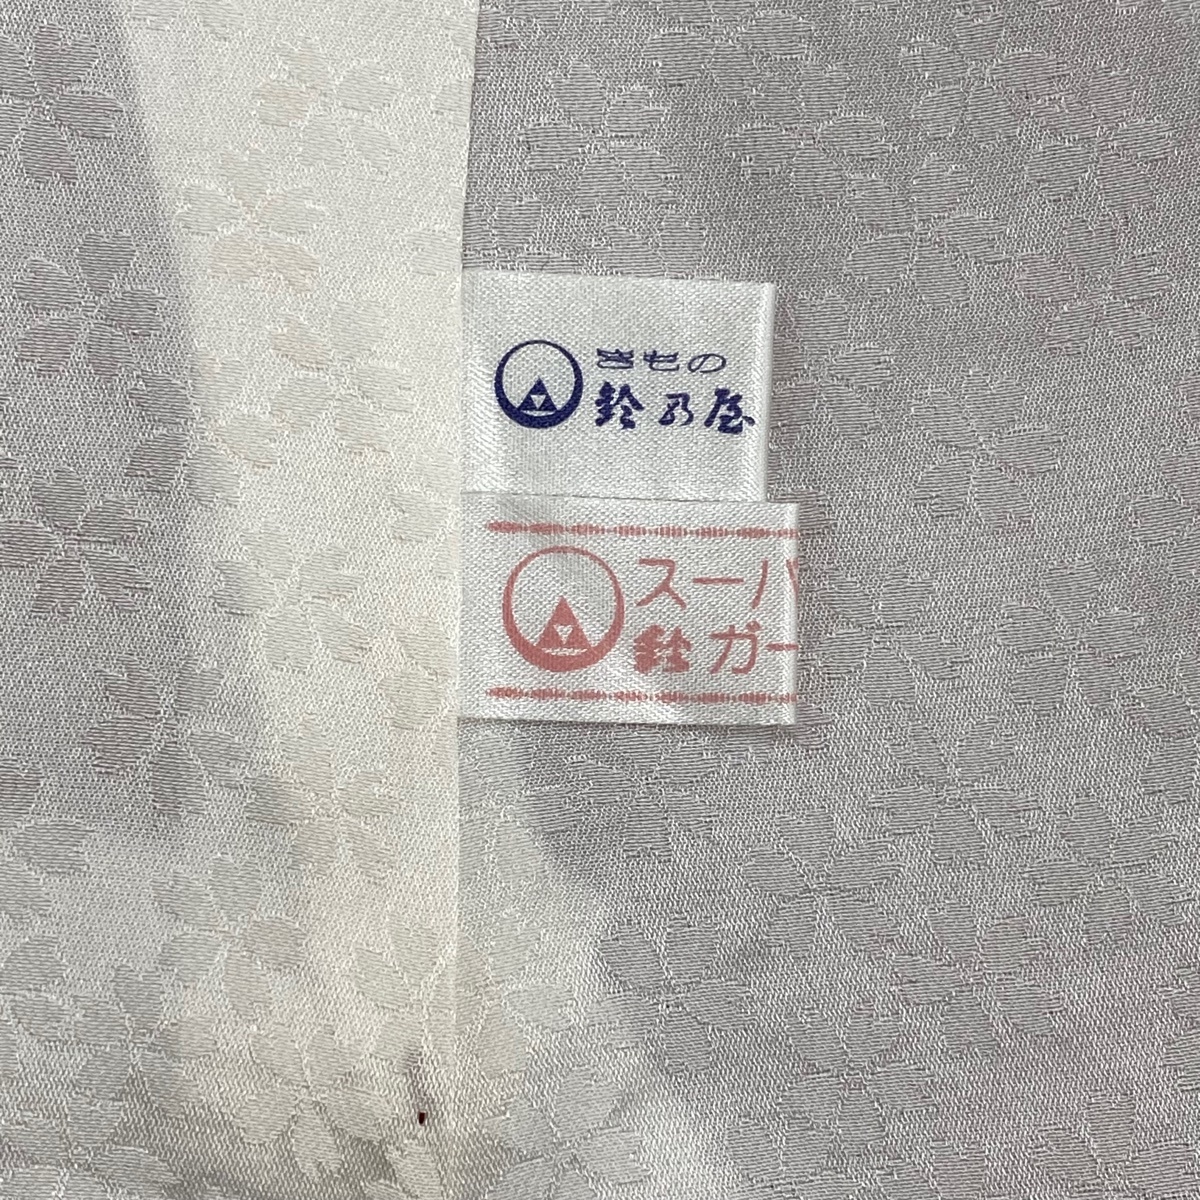 きもの
鈴乃屋
スーパ
鈴ガー